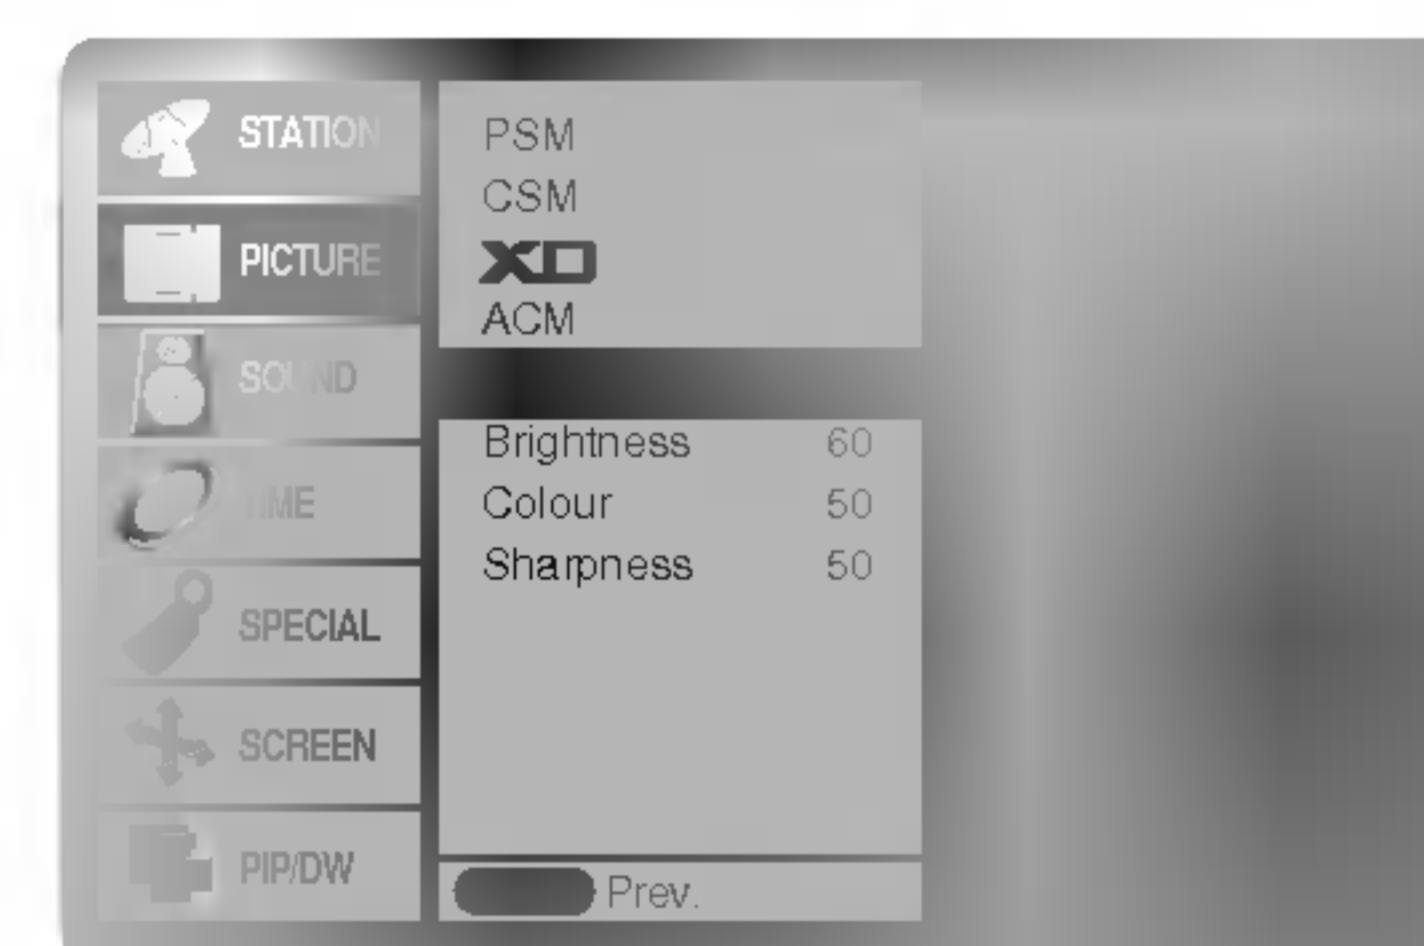 STATION
PICTURE
SOUND
TIME
SPECIAL
SCREEN
PIP/DW
PSM
CSM
XD
ACM
Brightness 60
Colour 50
Sharpness 50
Prev.